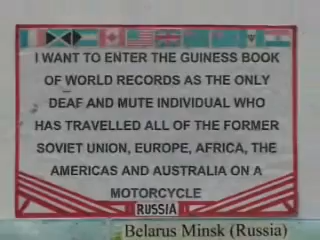 I WANT TO ENTER THE GUINESS BOOK
OF WORLD RECORDS AS THE ONLY
DEAF AND MUTE INDIVIDUAL WHO
HAS TRAVELLED ALL OF THE FORMER
SOVIET UNION, EUROPE, AFRICA, THE
AMERICAS AND AUSTRALIA ON A
MOTORCYCLE
RUSSIA
Belarus Minsk (Russia)